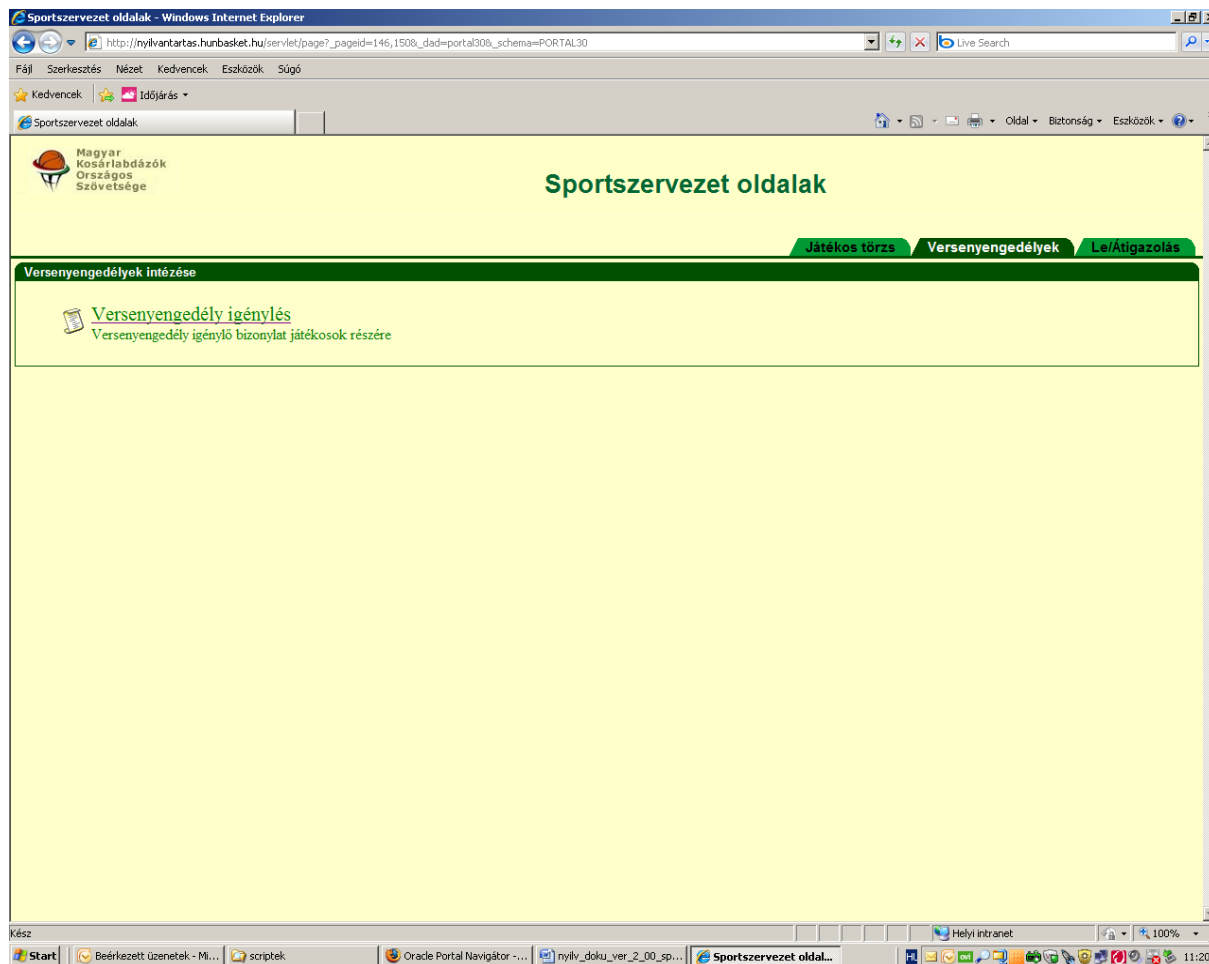 Sportszervezet oldalak - Windows Internet Explorer
http://nyilvantartas.hunbasket.hu/servlet/page?_pageid=146,150&_dad=portal30&_schema=PORTAL30
Live Search
Fájl Szerkesztés Nézet Kedvencek Eszközök Súgó
Kedvencek Időjárás
Sportszervezet oldalak
Oldal Biztonság Eszközök
Magyar
Kosárlabdázók
Országos
Szövetsége
Sportszervezet oldalak
Játékos törzs Versenyengedélyek Le/Átigazolás
Versenyengedélyek intézése
Versenyengedély igénylés
Versenyengedély igénylő bizonylat játékosok részére
Kész
Helyi intranet
100%
Start
Beérkezett üzenetek - Mi...
scriptek
Oracle Portal Navigátor -...
nyilv_doku_ver_2_00_sp...
Sportszervezet oldal...
HL
11:20